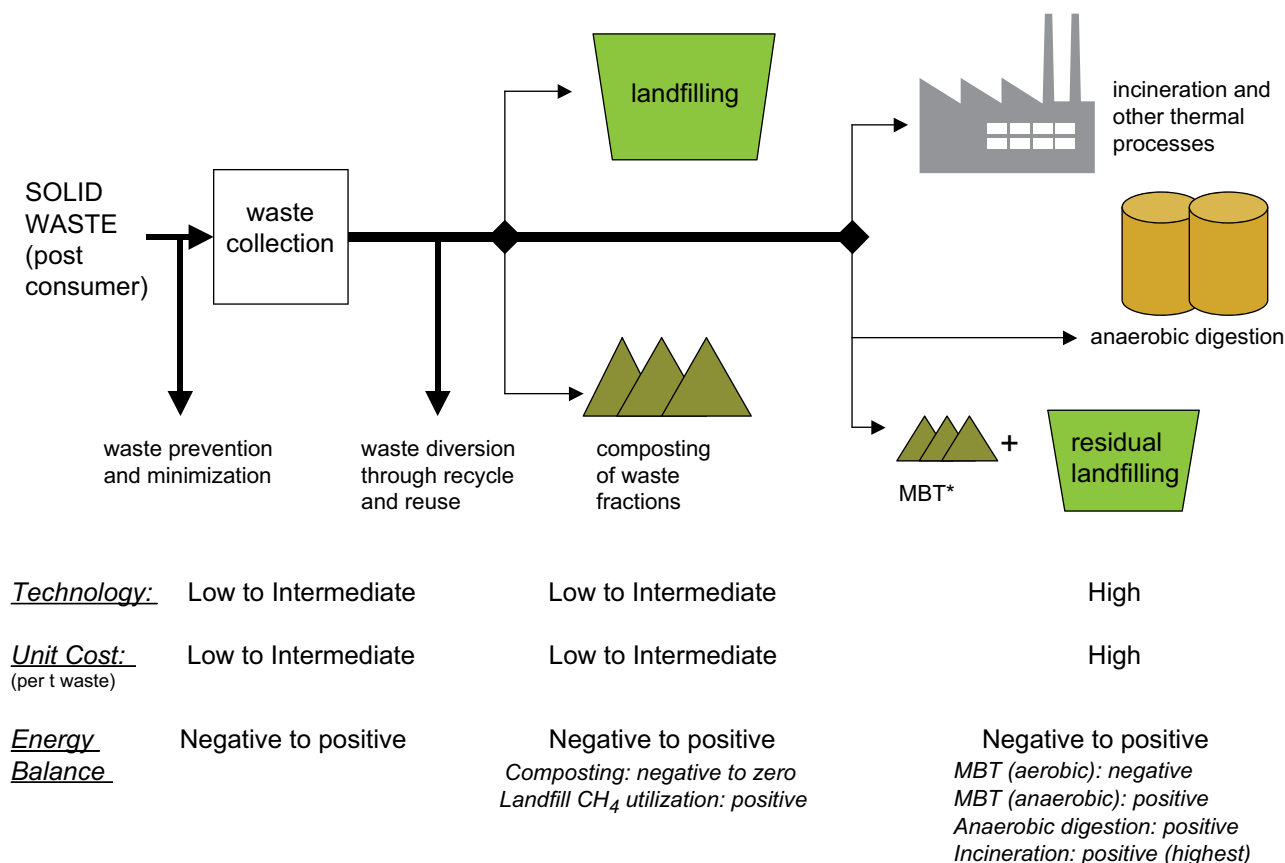 landfilling
incineration and
other thermal
processes
SOLID
WASTE
(post
consumer)
waste
collection
anaerobic digestion
waste prevention
and minimization
waste diversion
through recycle
and reuse
composting
of waste
fractions
MBT*
+
residual
landfilling
Technology: Low to Intermediate Low to Intermediate High
Unit Cost: Low to Intermediate Low to Intermediate High
(per t waste)
Energy Negative to positive Negative to positive Negative to positive
Balance
Composting: negative to zero
Landfill CH4 utilization: positive
MBT (aerobic): negative
MBT (anaerobic): positive
Anaerobic digestion: positive
Incineration: positive (highest)